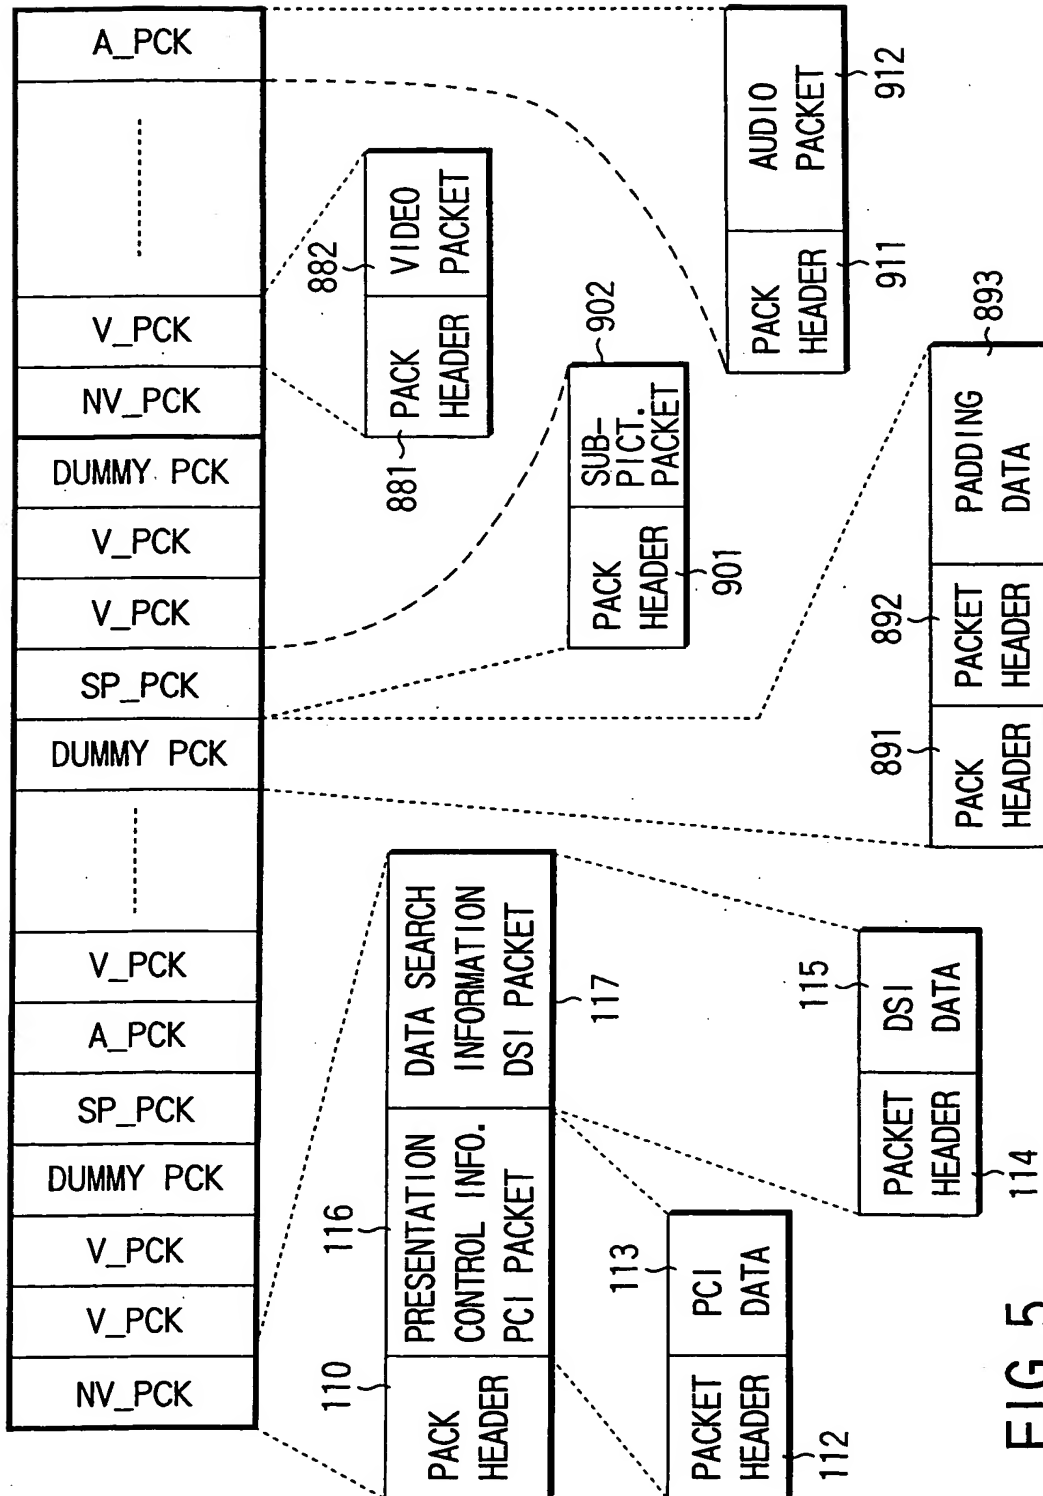 NV_PCK
V_PCK
V_PCK
DUMMY PCK
SP_PCK
A_PCK
V_PCK
DUMMY PCK
SP_PCK
V_PCK
V_PCK
DUMMY PCK
NV_PCK
V_PCK
A_PCK
110
PACK
HEADER
116
PRESENTATION
CONTROL INFO.
PCI PACKET
DATA SEARCH
INFORMATION
DSI PACKET
117
PACKET
HEADER
112
113
PCI
DATA
PACKET
HEADER
114
115
DSI
DATA
881
PACK
HEADER
882
VIDEO
PACKET
PACK
HEADER
901
SUB-
PICT.
PACKET
902
PACK
HEADER
911
AUDIO
PACKET
912
891
PACK
HEADER
892
PACKET
HEADER
PADDING
DATA
893
FIG. 5